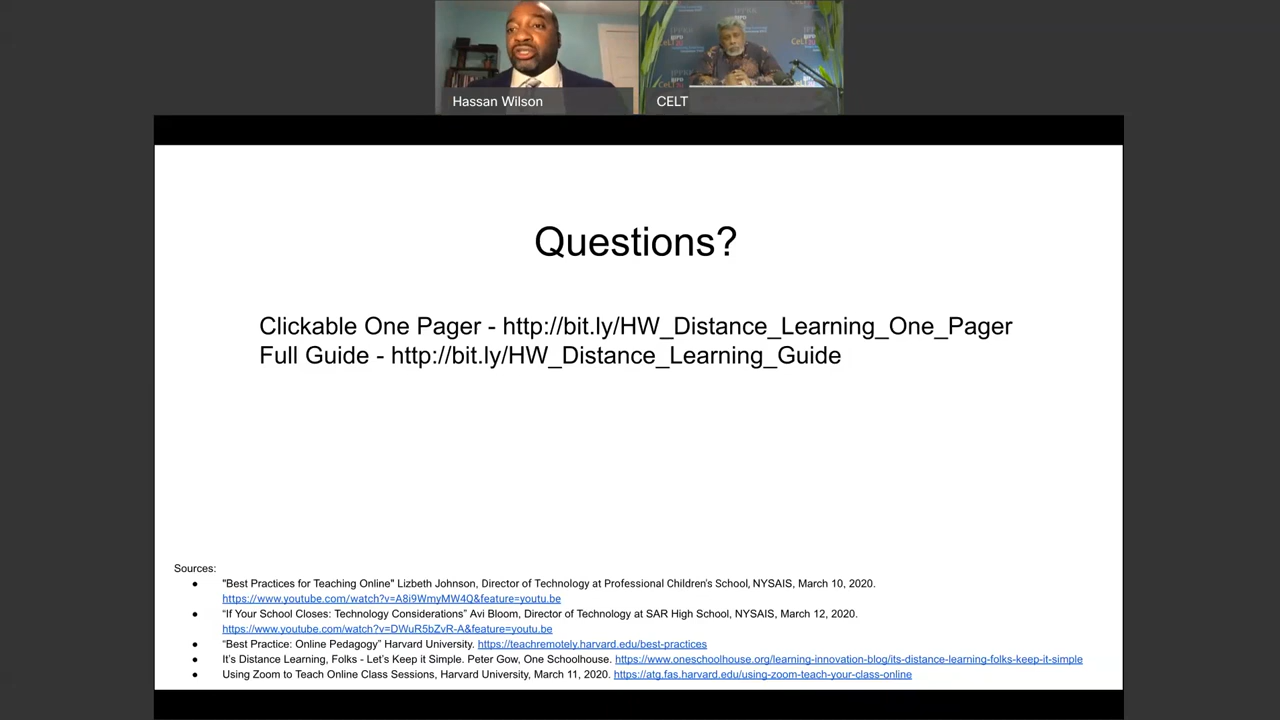 Hassan Wilson
CELT
Questions?
Clickable One Pager - http://bit.ly/HW_Distance_Learning_One_Pager
Full Guide - http://bit.ly/HW_Distance_Learning_Guide
Sources:
● "Best Practices for Teaching Online" Lizbeth Johnson, Director of Technology at Professional Children's School, NYSAIS, March 10, 2020.
https://www.youtube.com/watch?v=A8i9WmyMW4Q&feature=youtu.be
● “If Your School Closes: Technology Considerations” Avi Bloom, Director of Technology at SAR High School, NYSAIS, March 12, 2020.
https://www.youtube.com/watch?v=DWuR5bZvR-A&feature=youtu.be
● “Best Practice: Online Pedagogy” Harvard University. https://teachremotely.harvard.edu/best-practices
● It’s Distance Learning, Folks - Let’s Keep it Simple. Peter Gow, One Schoolhouse. https://www.oneschoolhouse.org/learning-innovation-blog/its-distance-learning-folks-keep-it-simple
● Using Zoom to Teach Online Class Sessions, Harvard University, March 11, 2020. https://atg.fas.harvard.edu/using-zoom-teach-your-class-online